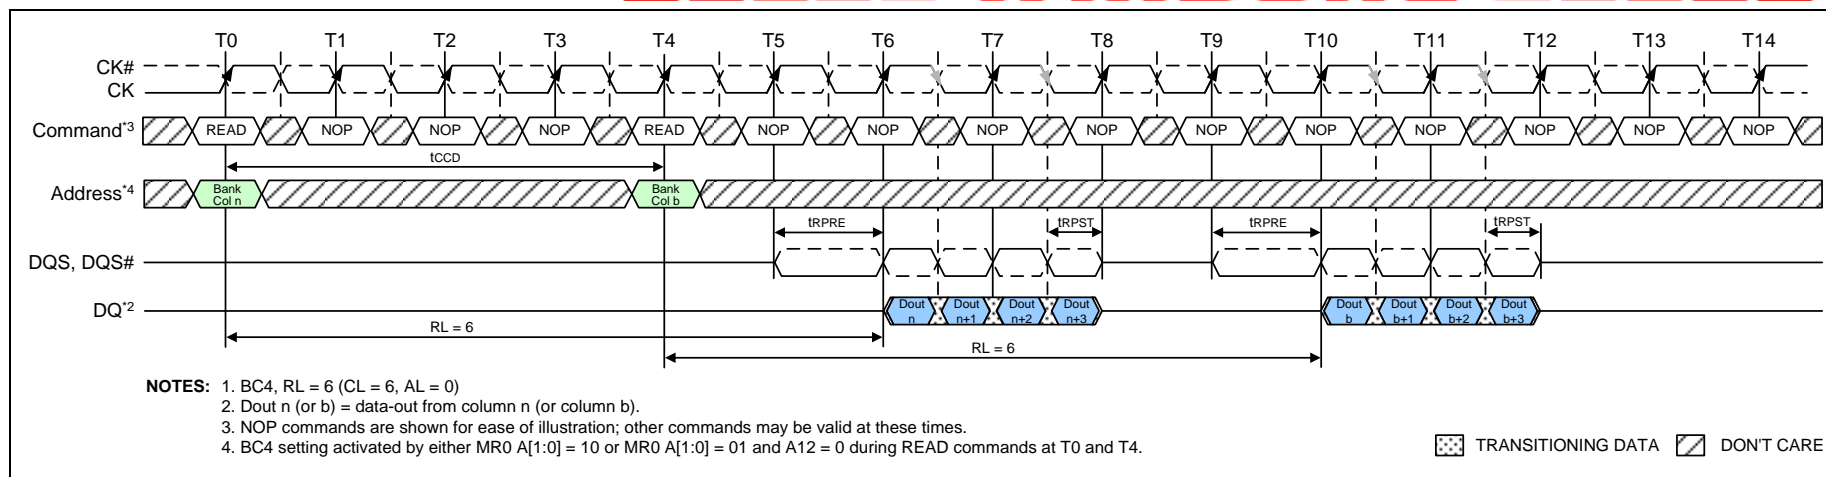 T0 T1 T2 T3 T4 T5 T6 T7 T8 T9 T10 T11 T12 T13 T14
CK#
CK
Command*3 READ NOP NOP NOP READ NOP NOP NOP NOP NOP NOP NOP NOP NOP NOP
tCCD
Address*4 Bank Col n Bank Col b
tRPRE tRPST tRPRE tRPST
DQS, DQS#
DQ*2 Dout n Dout n+1 Dout n+2 Dout n+3 Dout b Dout b+1 Dout b+2 Dout b+3
RL = 6
RL = 6
NOTES: 1. BC4, RL = 6 (CL = 6, AL = 0)
2. Dout n (or b) = data-out from column n (or column b).
3. NOP commands are shown for ease of illustration; other commands may be valid at these times.
4. BC4 setting activated by either MR0 A[1:0] = 10 or MR0 A[1:0] = 01 and A12 = 0 during READ commands at T0 and T4.
TRANSITIONING DATA DON'T CARE